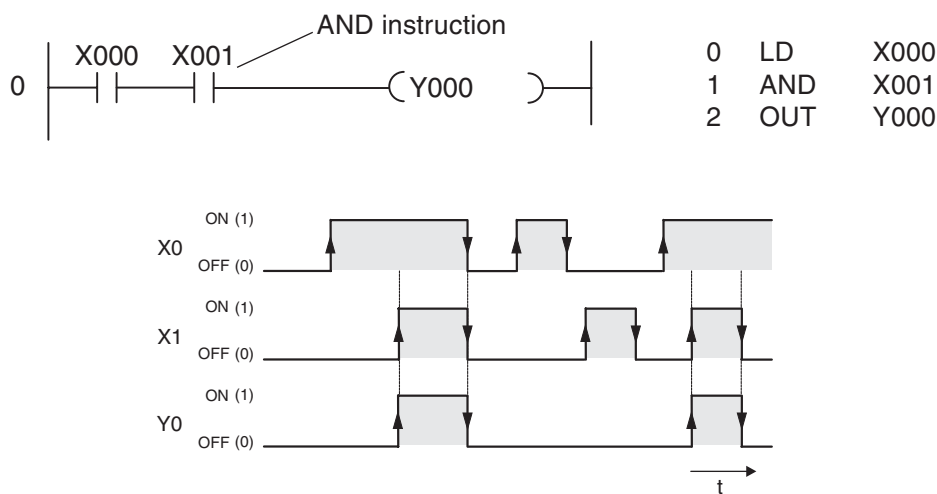 AND instruction
X000 X001
0 Y000
0 LD X000
1 AND X001
2 OUT Y000
ON (1)
X0
OFF (0)
ON (1)
X1
OFF (0)
ON (1)
Y0
OFF (0)
t